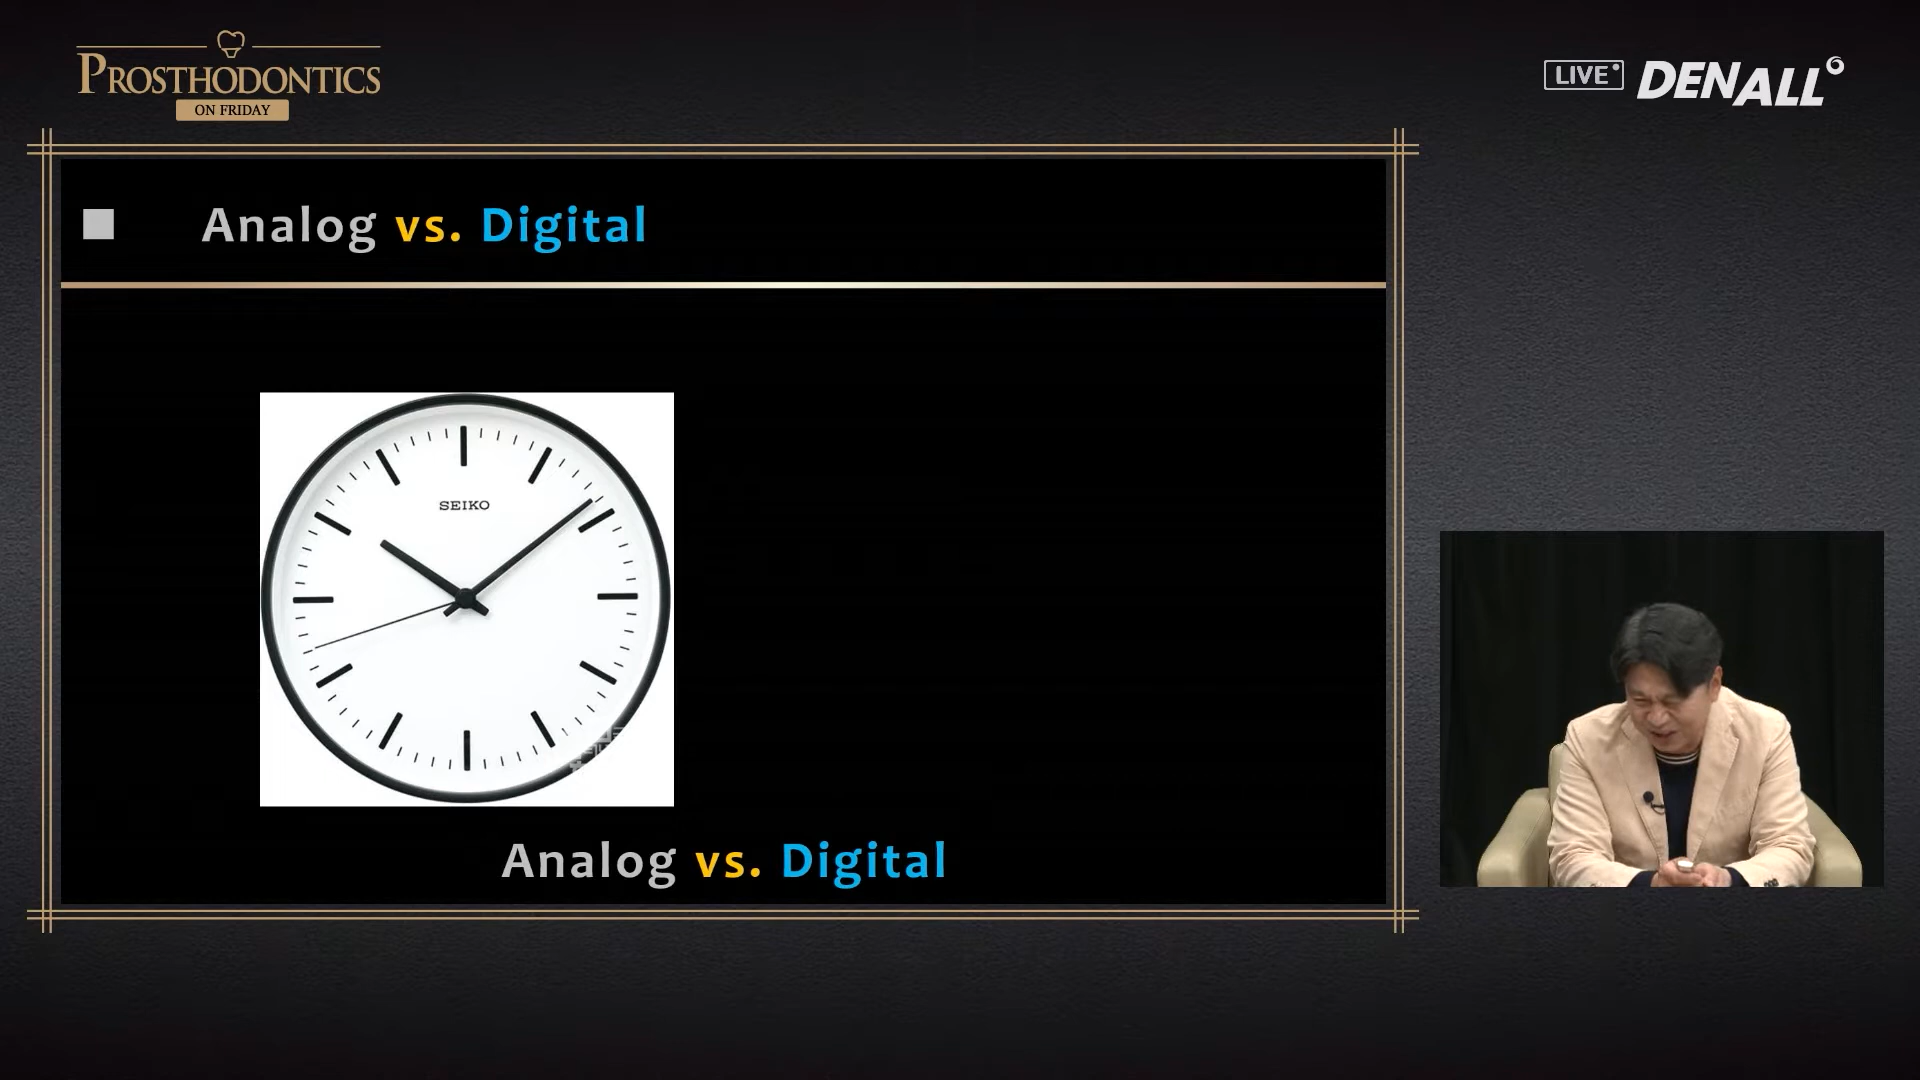 PROSTHODONTICS
ON FRIDAY
LIVE
DENALL
Analog vs. Digital
SEIKO
Analog vs. Digital